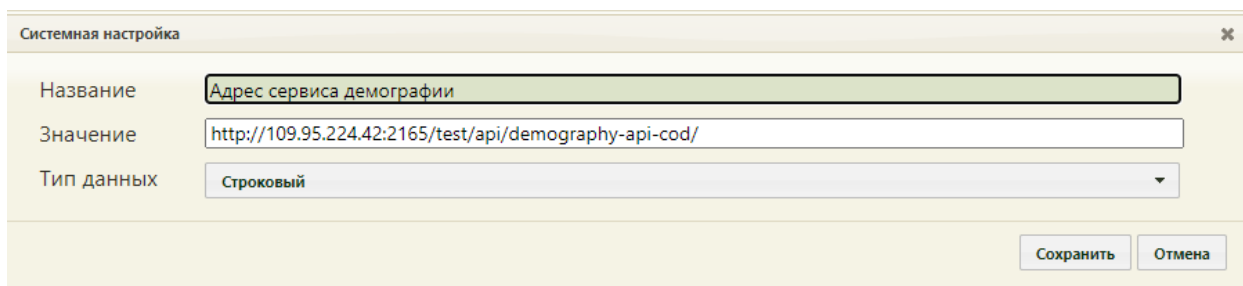 Системная настройка
Название
Адрес сервиса демографии
Значение
http://109.95.224.42:2165/test/api/demography-api-cod/
Тип данных
Строковый
Сохранить
Отмена